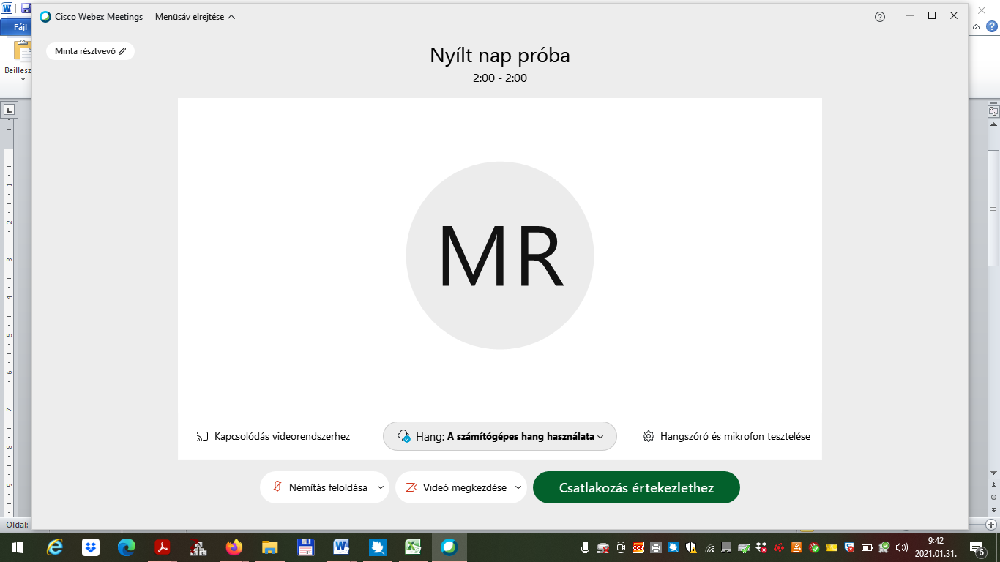 Cisco Webex Meetings
Menüsáv elrejtése
Fájl
Minta résztvevő
Nyílt nap próba
2:00 - 2:00
MR
Kapcsolódás videorendszerhez
Hang: A számítógépes hang használata
Hangszóró és mikrofon tesztelése
Némítás feloldása
Videó megkezdése
Csatlakozás értekezlethez
Beillesz
Oldal:
9:42
2021.01.31.
6